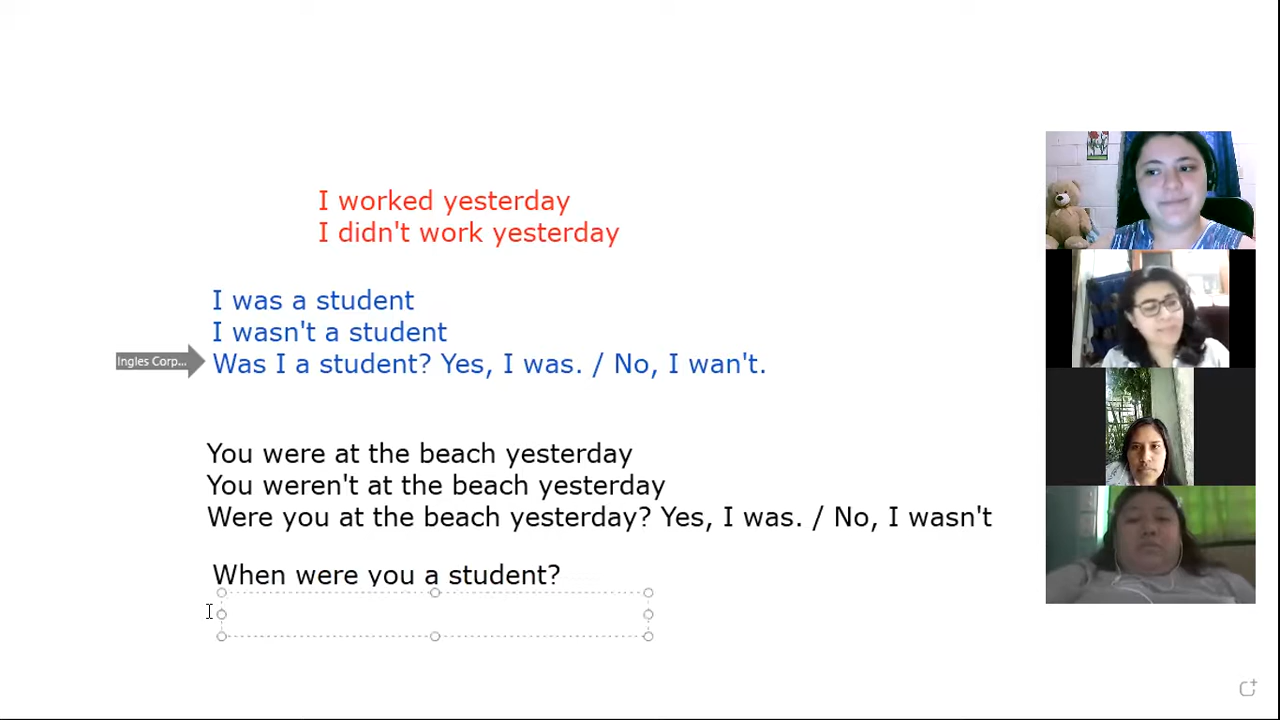 I worked yesterday
I didn't work yesterday
I was a student
I wasn't a student
Ingles Corp...
Was I a student? Yes, I was. / No, I wan't.
You were at the beach yesterday
You weren't at the beach yesterday
Were you at the beach yesterday? Yes, I was. / No, I wasn't
When were you a student?